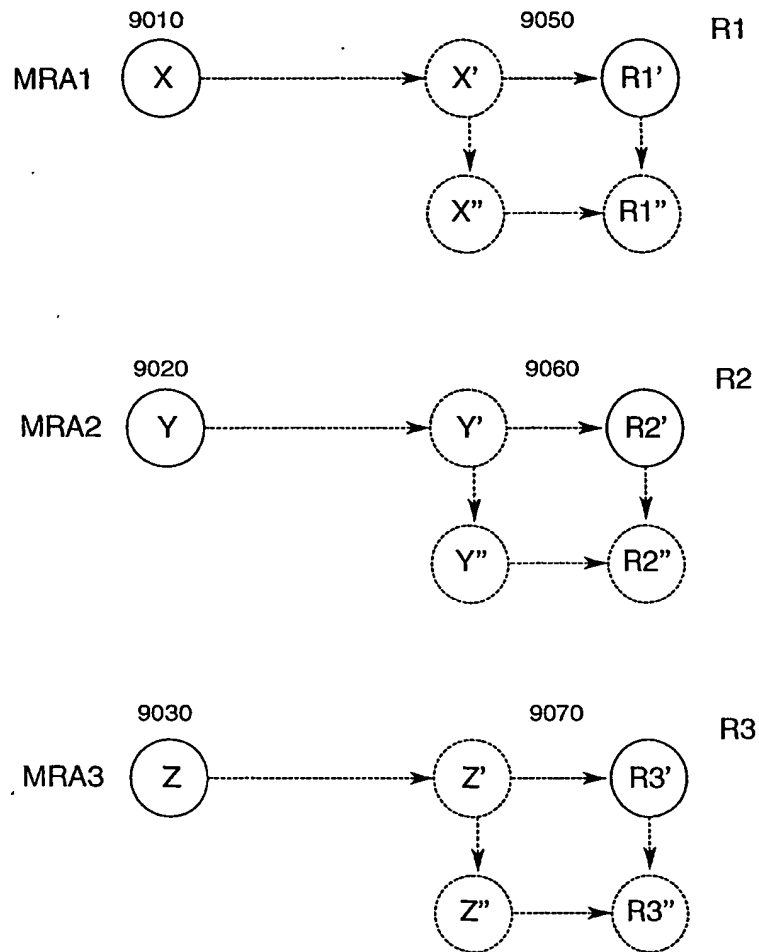 9010 9050 R1
MRA1 X X' R1'
X" R1"
9020 9060 R2
MRA2 Y Y' R2'
Y" R2"
9030 9070 R3
MRA3 Z Z' R3'
Z" R3"